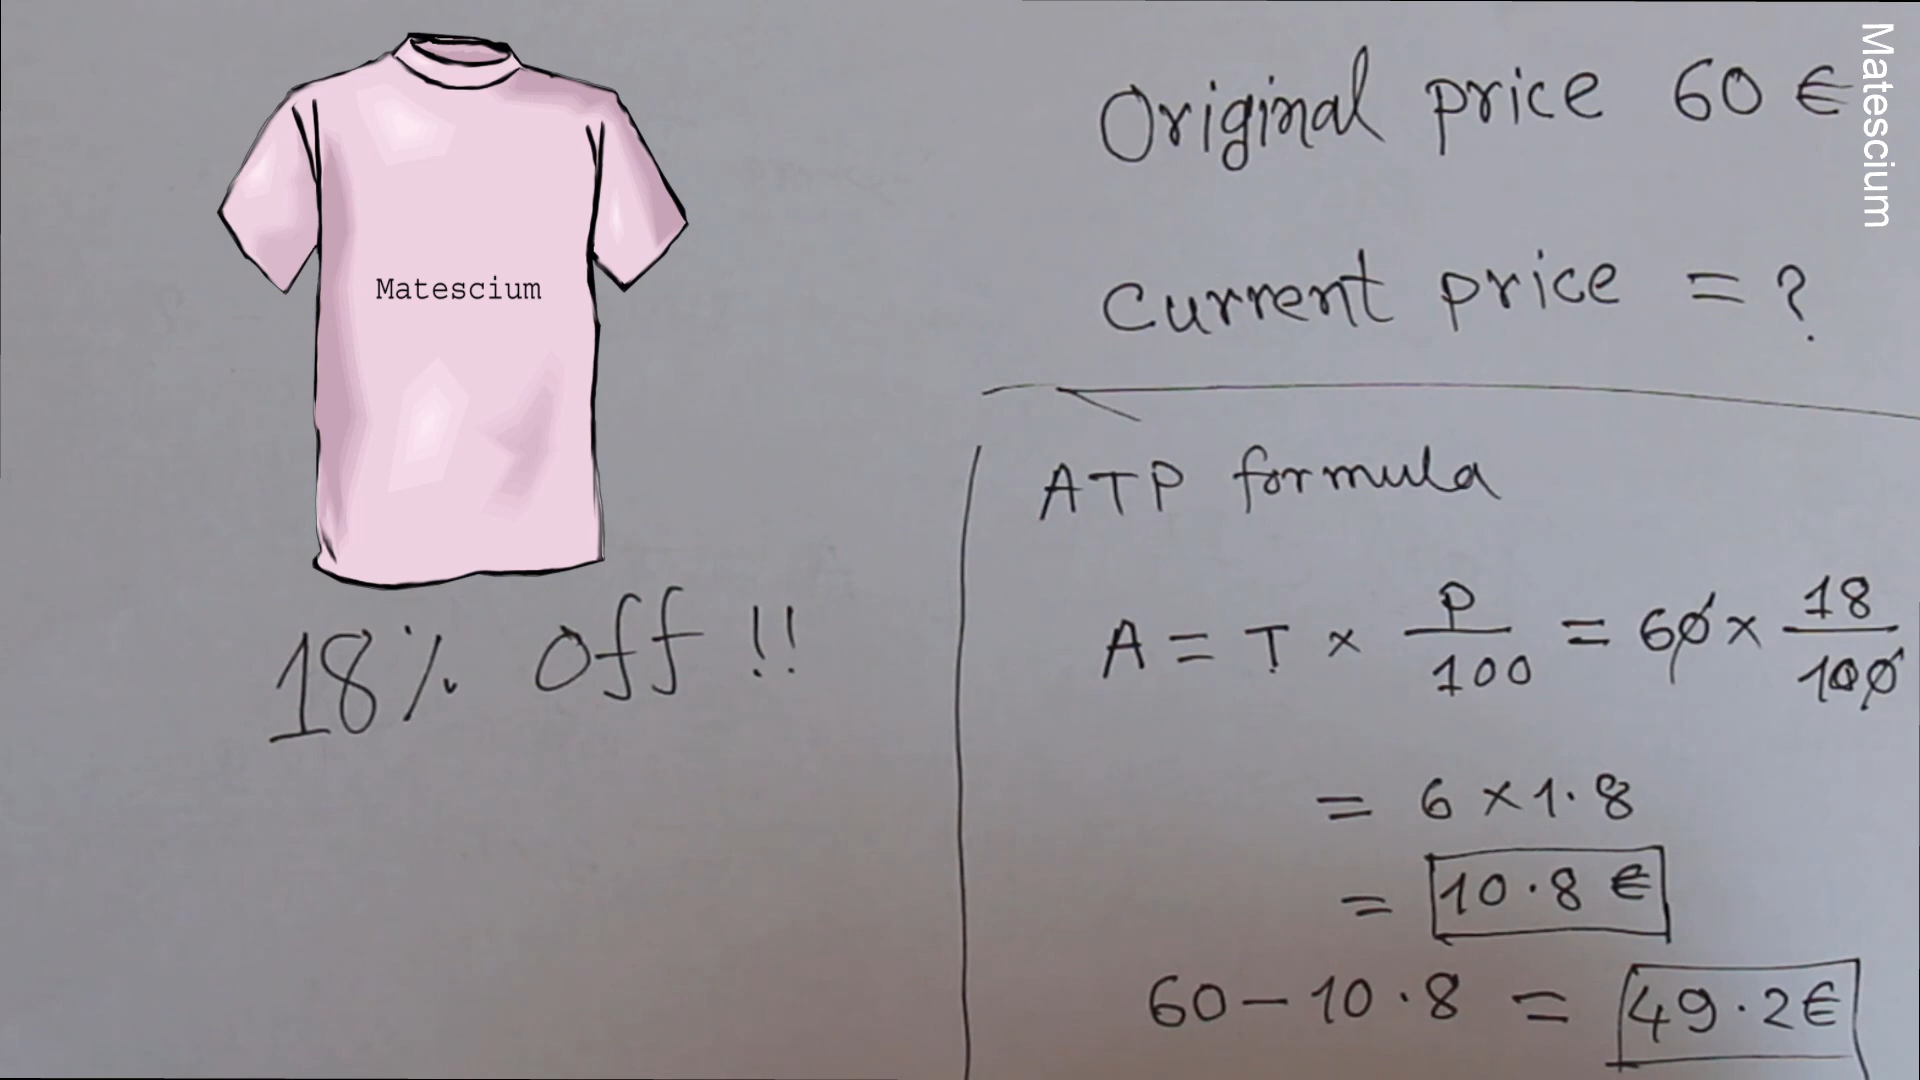 Matescium
18% off !!
Original price 60 €
Current price = ?
ATP formula
A = T × P/100 = 60 × 18/100
= 6 × 1.8
= 10.8 €
60 - 10.8 = 49.2 €
Matescium